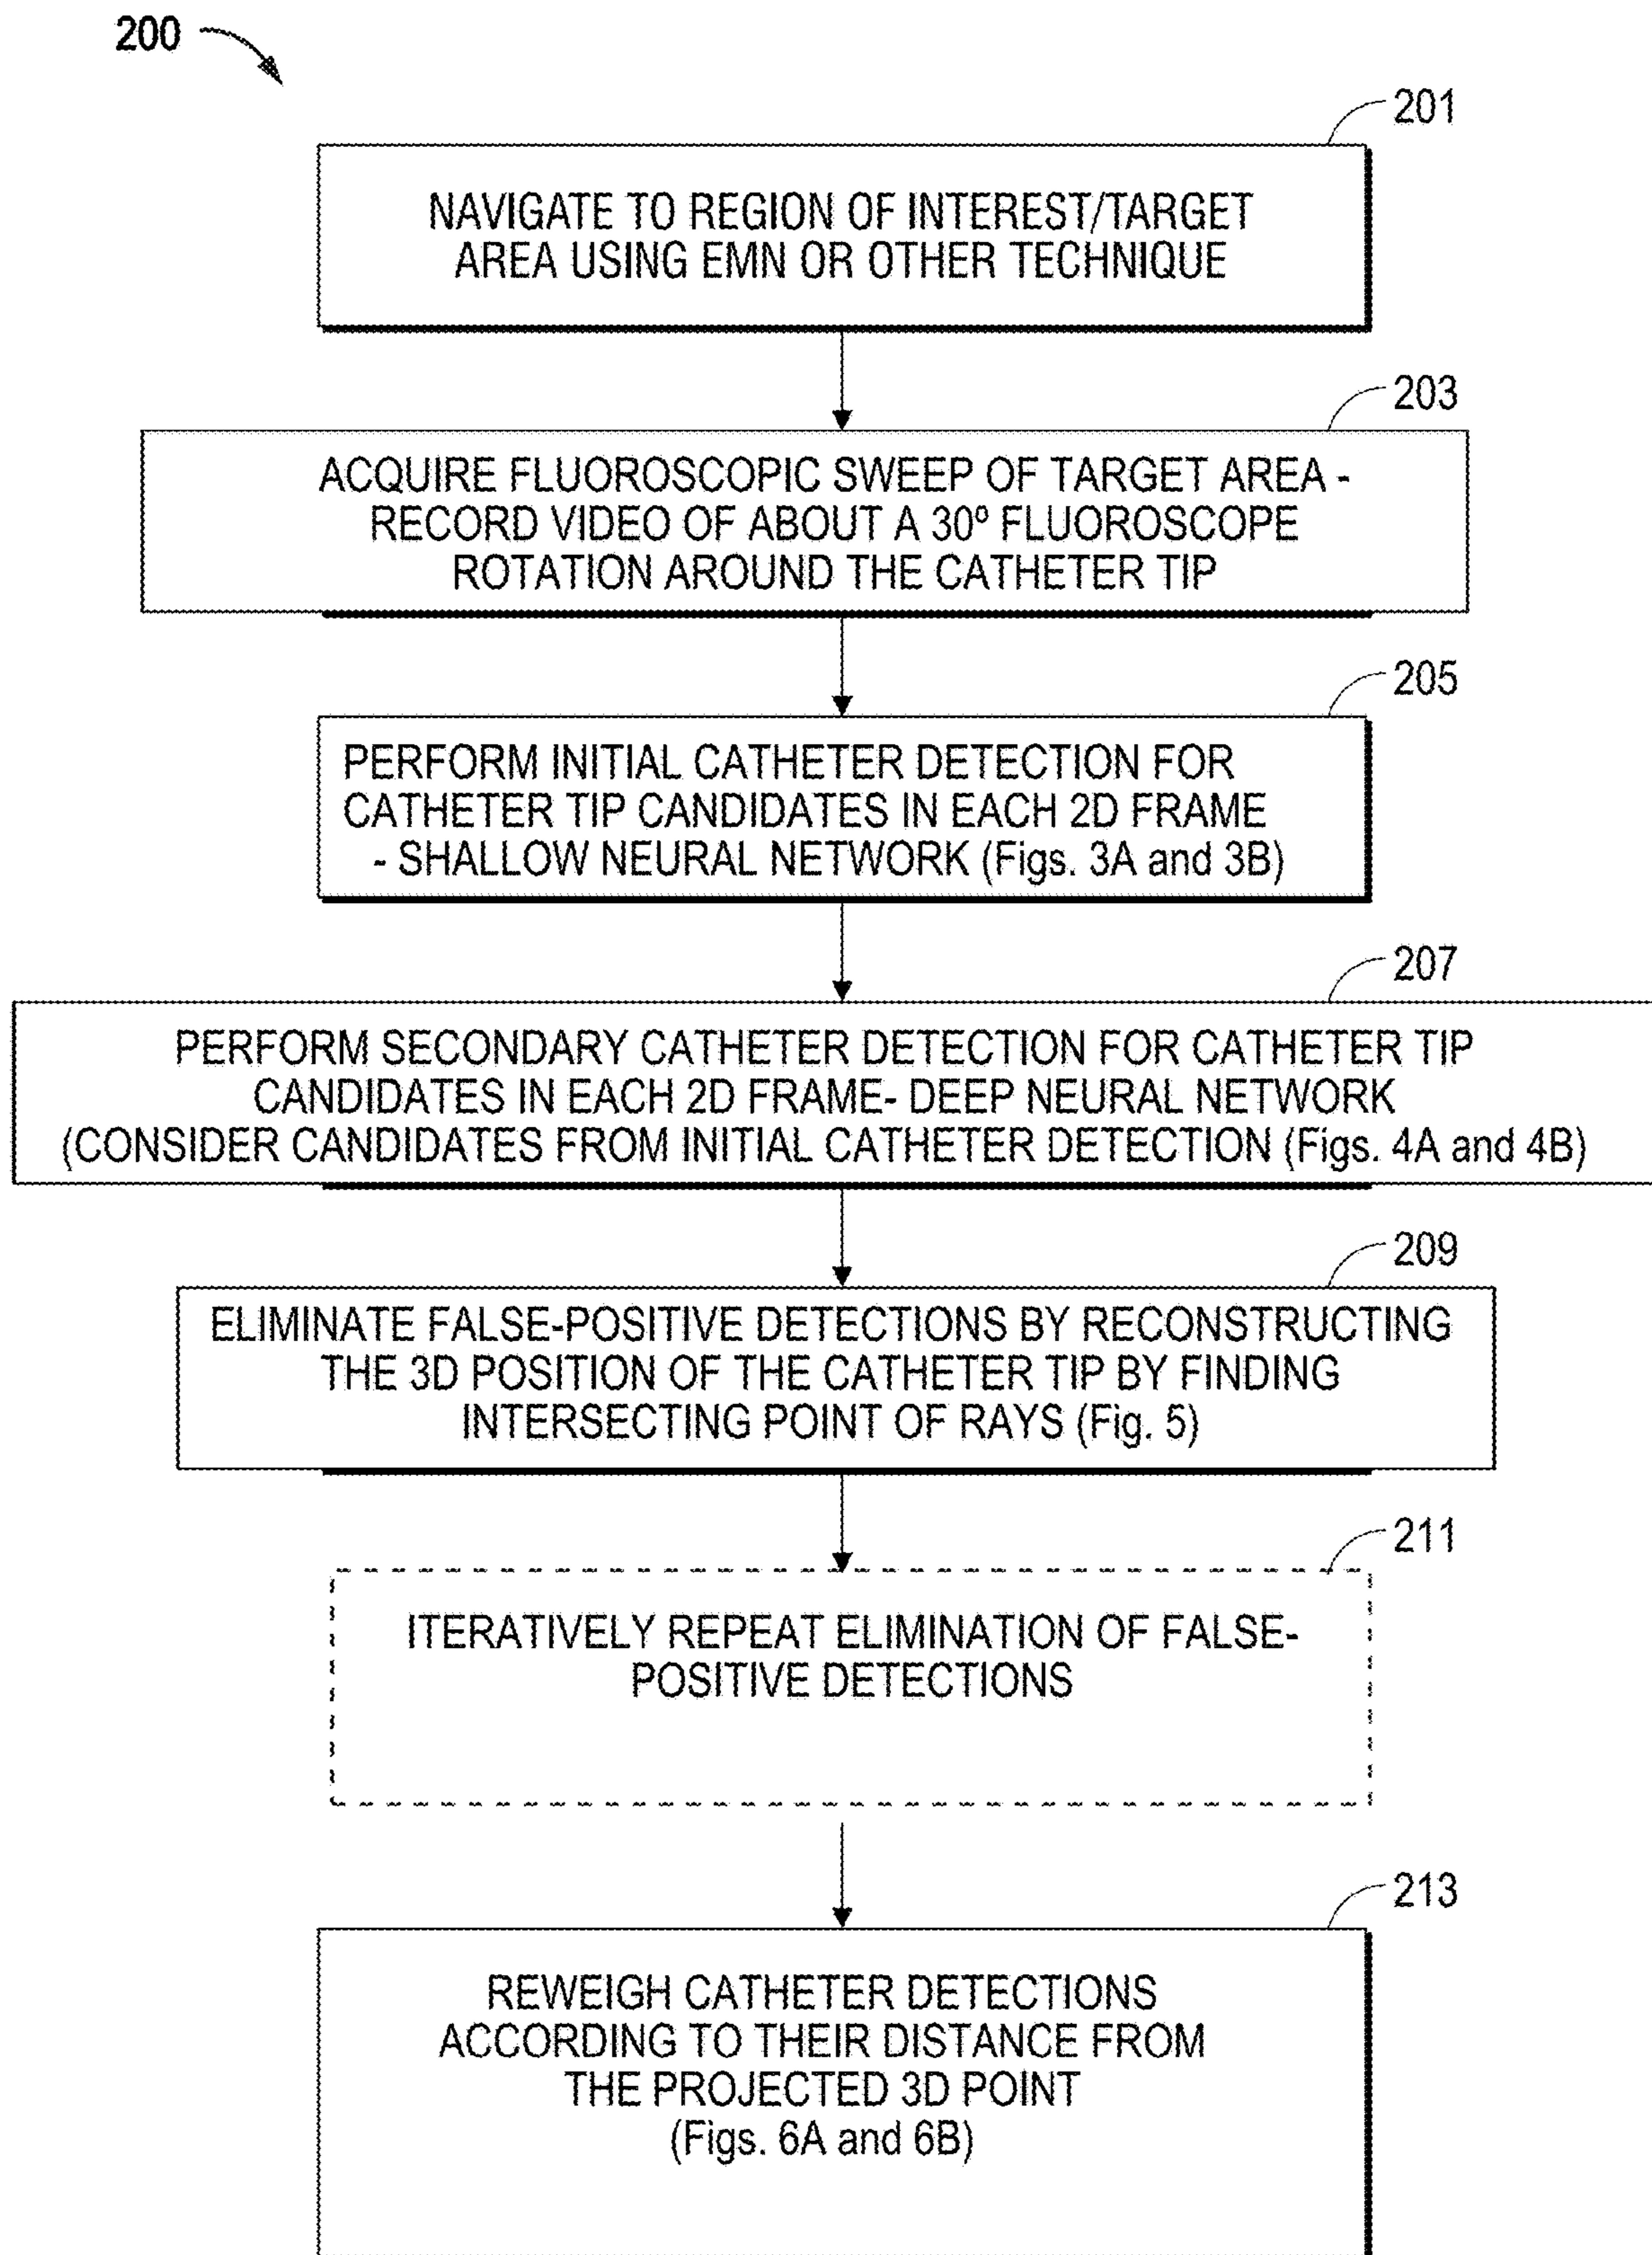 200
201
NAVIGATE TO REGION OF INTEREST/TARGET
AREA USING EMN OR OTHER TECHNIQUE
203
ACQUIRE FLUOROSCOPIC SWEEP OF TARGET AREA -
RECORD VIDEO OF ABOUT A 30º FLUOROSCOPE
ROTATION AROUND THE CATHETER TIP
205
PERFORM INITIAL CATHETER DETECTION FOR
CATHETER TIP CANDIDATES IN EACH 2D FRAME
- SHALLOW NEURAL NETWORK (Figs. 3A and 3B)
207
PERFORM SECONDARY CATHETER DETECTION FOR CATHETER TIP
CANDIDATES IN EACH 2D FRAME- DEEP NEURAL NETWORK
(CONSIDER CANDIDATES FROM INITIAL CATHETER DETECTION (Figs. 4A and 4B)
209
ELIMINATE FALSE-POSITIVE DETECTIONS BY RECONSTRUCTING
THE 3D POSITION OF THE CATHETER TIP BY FINDING
INTERSECTING POINT OF RAYS (Fig. 5)
211
ITERATIVELY REPEAT ELIMINATION OF FALSE-
POSITIVE DETECTIONS
213
REWEIGH CATHETER DETECTIONS
ACCORDING TO THEIR DISTANCE FROM
THE PROJECTED 3D POINT
(Figs. 6A and 6B)